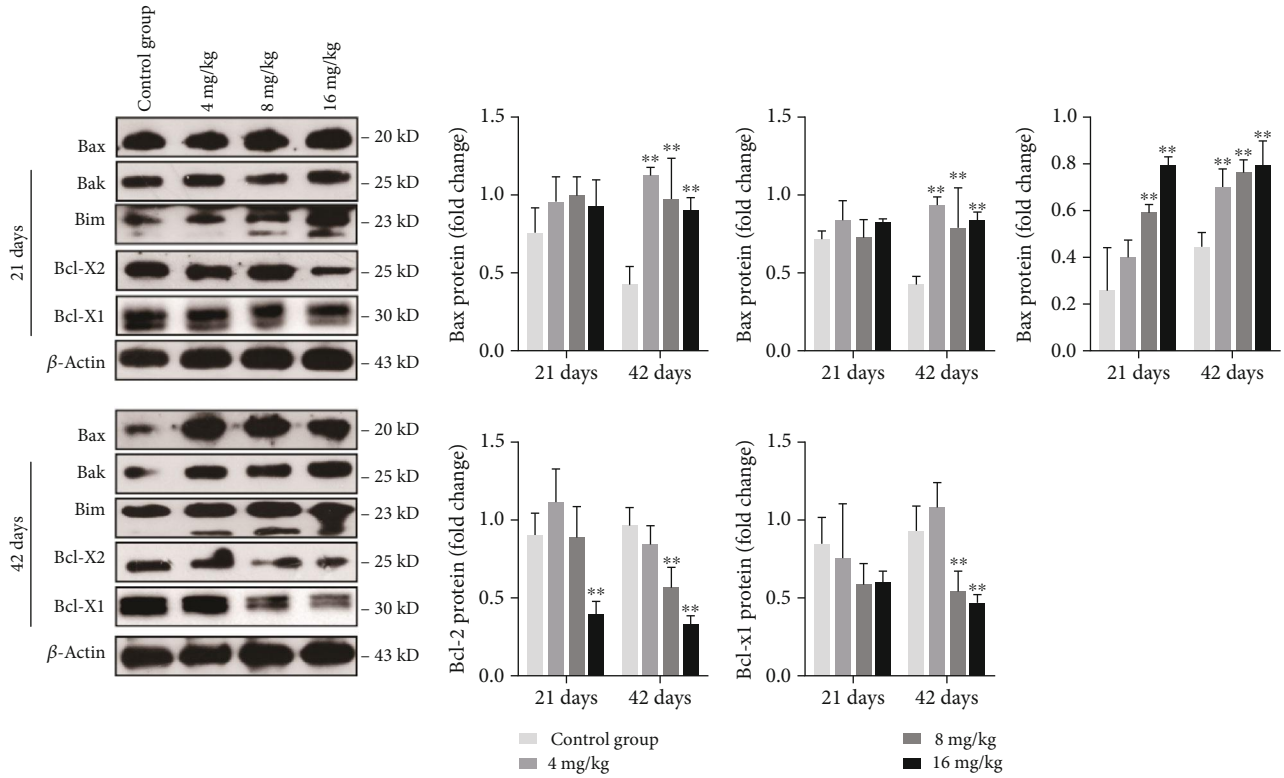 Control group
4 mg/kg
8 mg/kg
16 mg/kg
21 days
Bax
– 20 kD
Bak
– 25 kD
Bim
– 23 kD
Bcl-X2
– 25 kD
Bcl-X1
– 30 kD
β-Actin
– 43 kD
42 days
Bax
– 20 kD
Bak
– 25 kD
Bim
– 23 kD
Bcl-X2
– 25 kD
Bcl-X1
– 30 kD
β-Actin
– 43 kD
Bax protein (fold change)
1.5
1.0
0.5
0.0
** ** **
21 days
42 days
Bax protein (fold change)
1.5
1.0
0.5
0.0
** ** **
21 days
42 days
Bax protein (fold change)
1.0
0.8
0.6
0.4
0.2
0.0
** ** ** ** **
21 days
42 days
Bcl-2 protein (fold change)
1.5
1.0
0.5
0.0
** ** **
21 days
42 days
Bcl-x1 protein (fold change)
1.5
1.0
0.5
0.0
** **
21 days
42 days
Control group
4 mg/kg
8 mg/kg
16 mg/kg